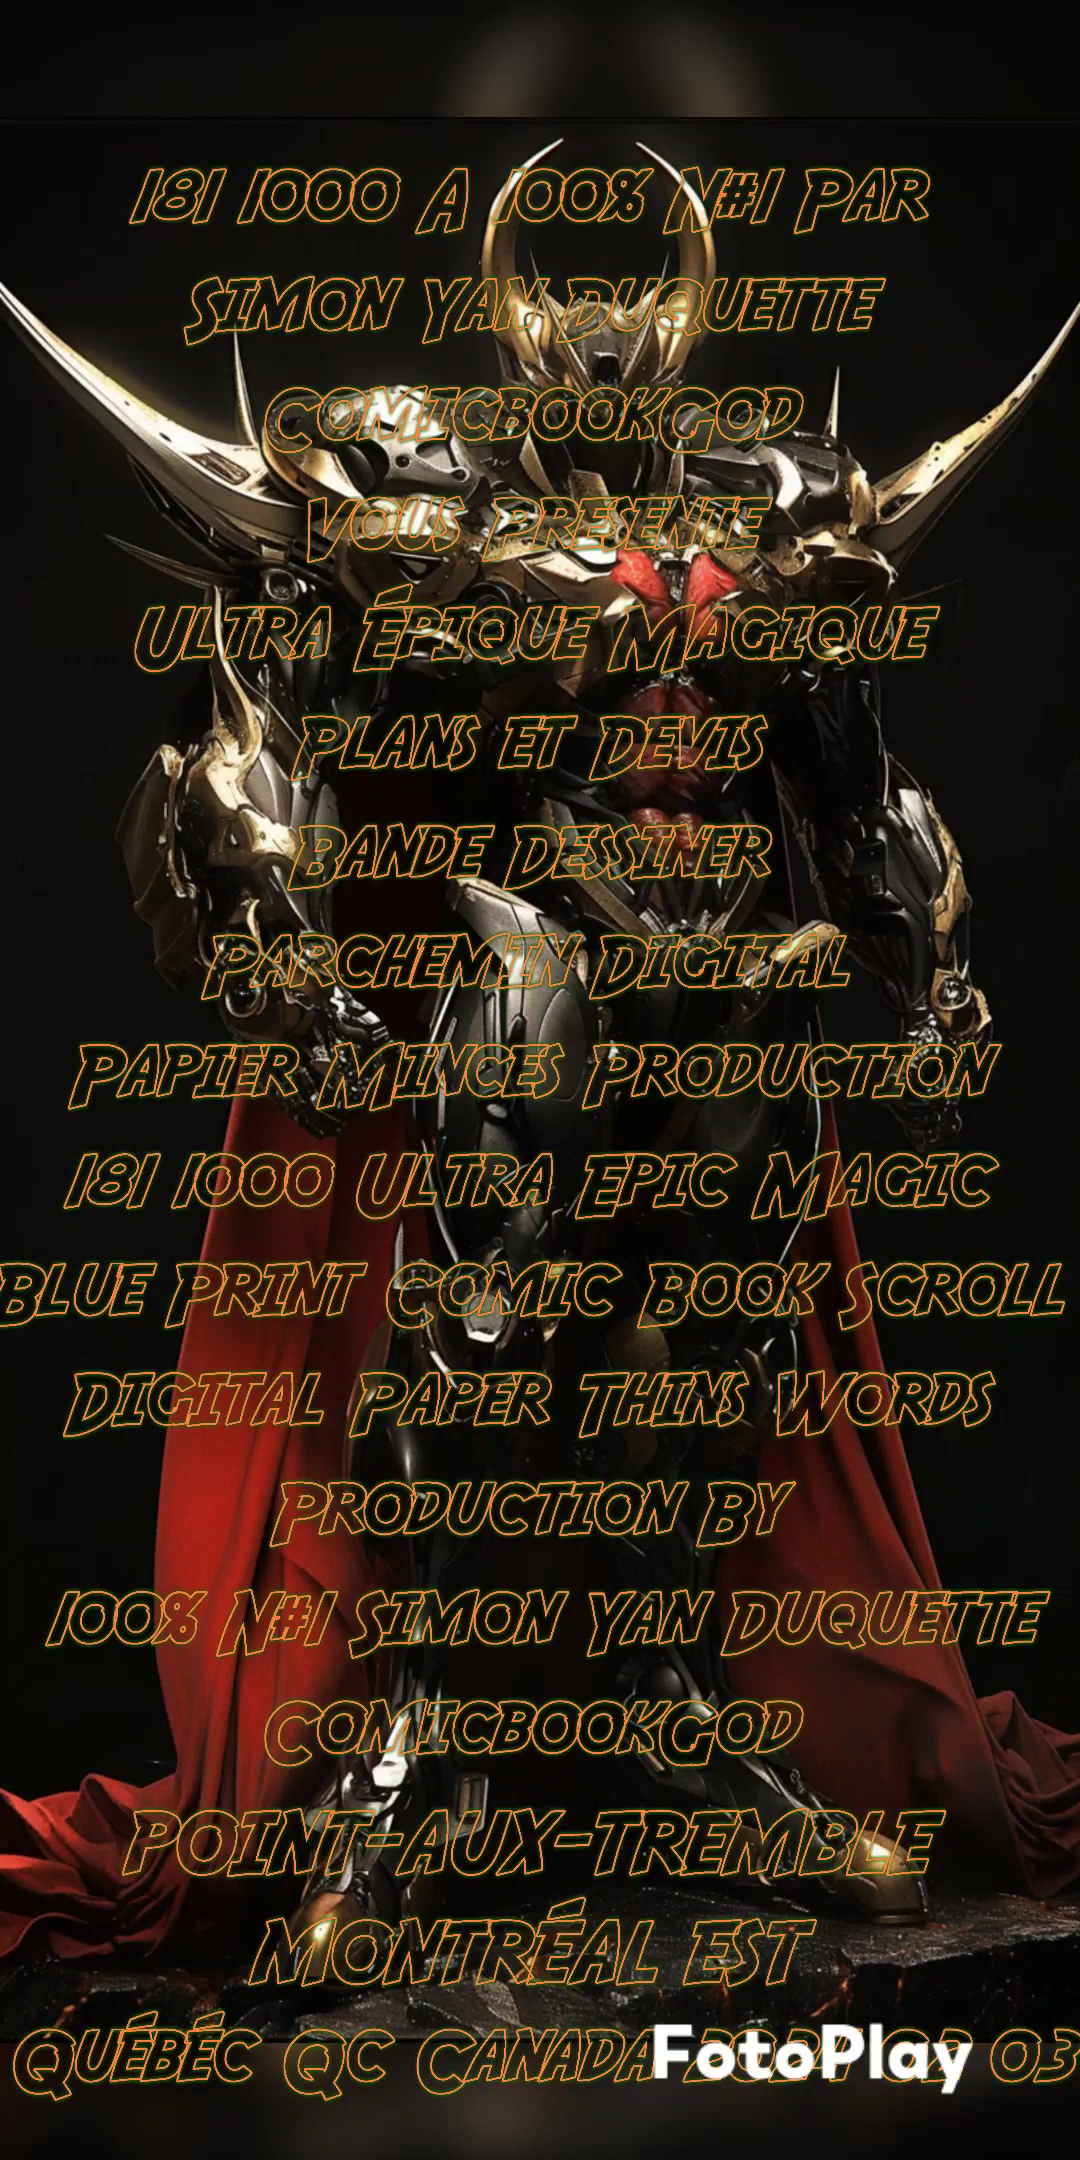 181 1000 A 100% N#1 Par
Simon Yan Duquette
ComicbookGod
Vous Presente
Ultra Épique Magique
Plans et Devis
Bande Dessiner
Parchemin Digital
Papier Minces Production
181 1000 Ultra Epic Magic
Blue Print Comic Book Scroll
Digital Paper Thins Words
Production By
100% N#1 Simon Yan Duquette
ComicbookGod
POINT-AUX-TREMBLE
Montréal est
Québéc Qc Canada 03
FotoPlay